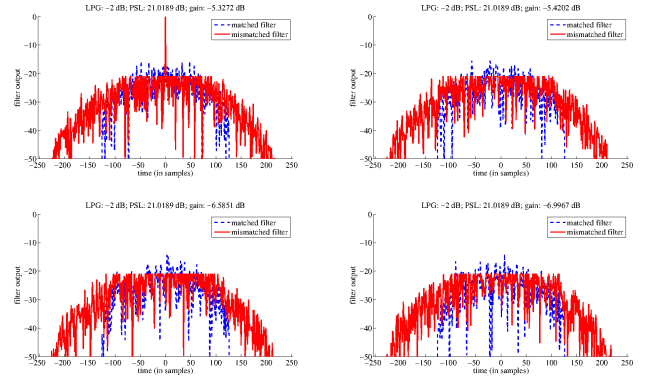 LPG: −2 dB; PSL: 21.0189 dB; gain: −5.3272 dB
0
−10
−20
−30
−40
−50
filter output
matched filter
mismatched filter
−250 −200 −150 −100 −50 0 50 100 150 200 250
time (in samples)
LPG: −2 dB; PSL: 21.0189 dB; gain: −5.4202 dB
0
−10
−20
−30
−40
−50
filter output
matched filter
mismatched filter
−250 −200 −150 −100 −50 0 50 100 150 200 250
time (in samples)
LPG: −2 dB; PSL: 21.0189 dB; gain: −6.5851 dB
0
−10
−20
−30
−40
−50
filter output
matched filter
mismatched filter
−250 −200 −150 −100 −50 0 50 100 150 200 250
time (in samples)
LPG: −2 dB; PSL: 21.0189 dB; gain: −6.9967 dB
0
−10
−20
−30
−40
−50
filter output
matched filter
mismatched filter
−250 −200 −150 −100 −50 0 50 100 150 200 250
time (in samples)